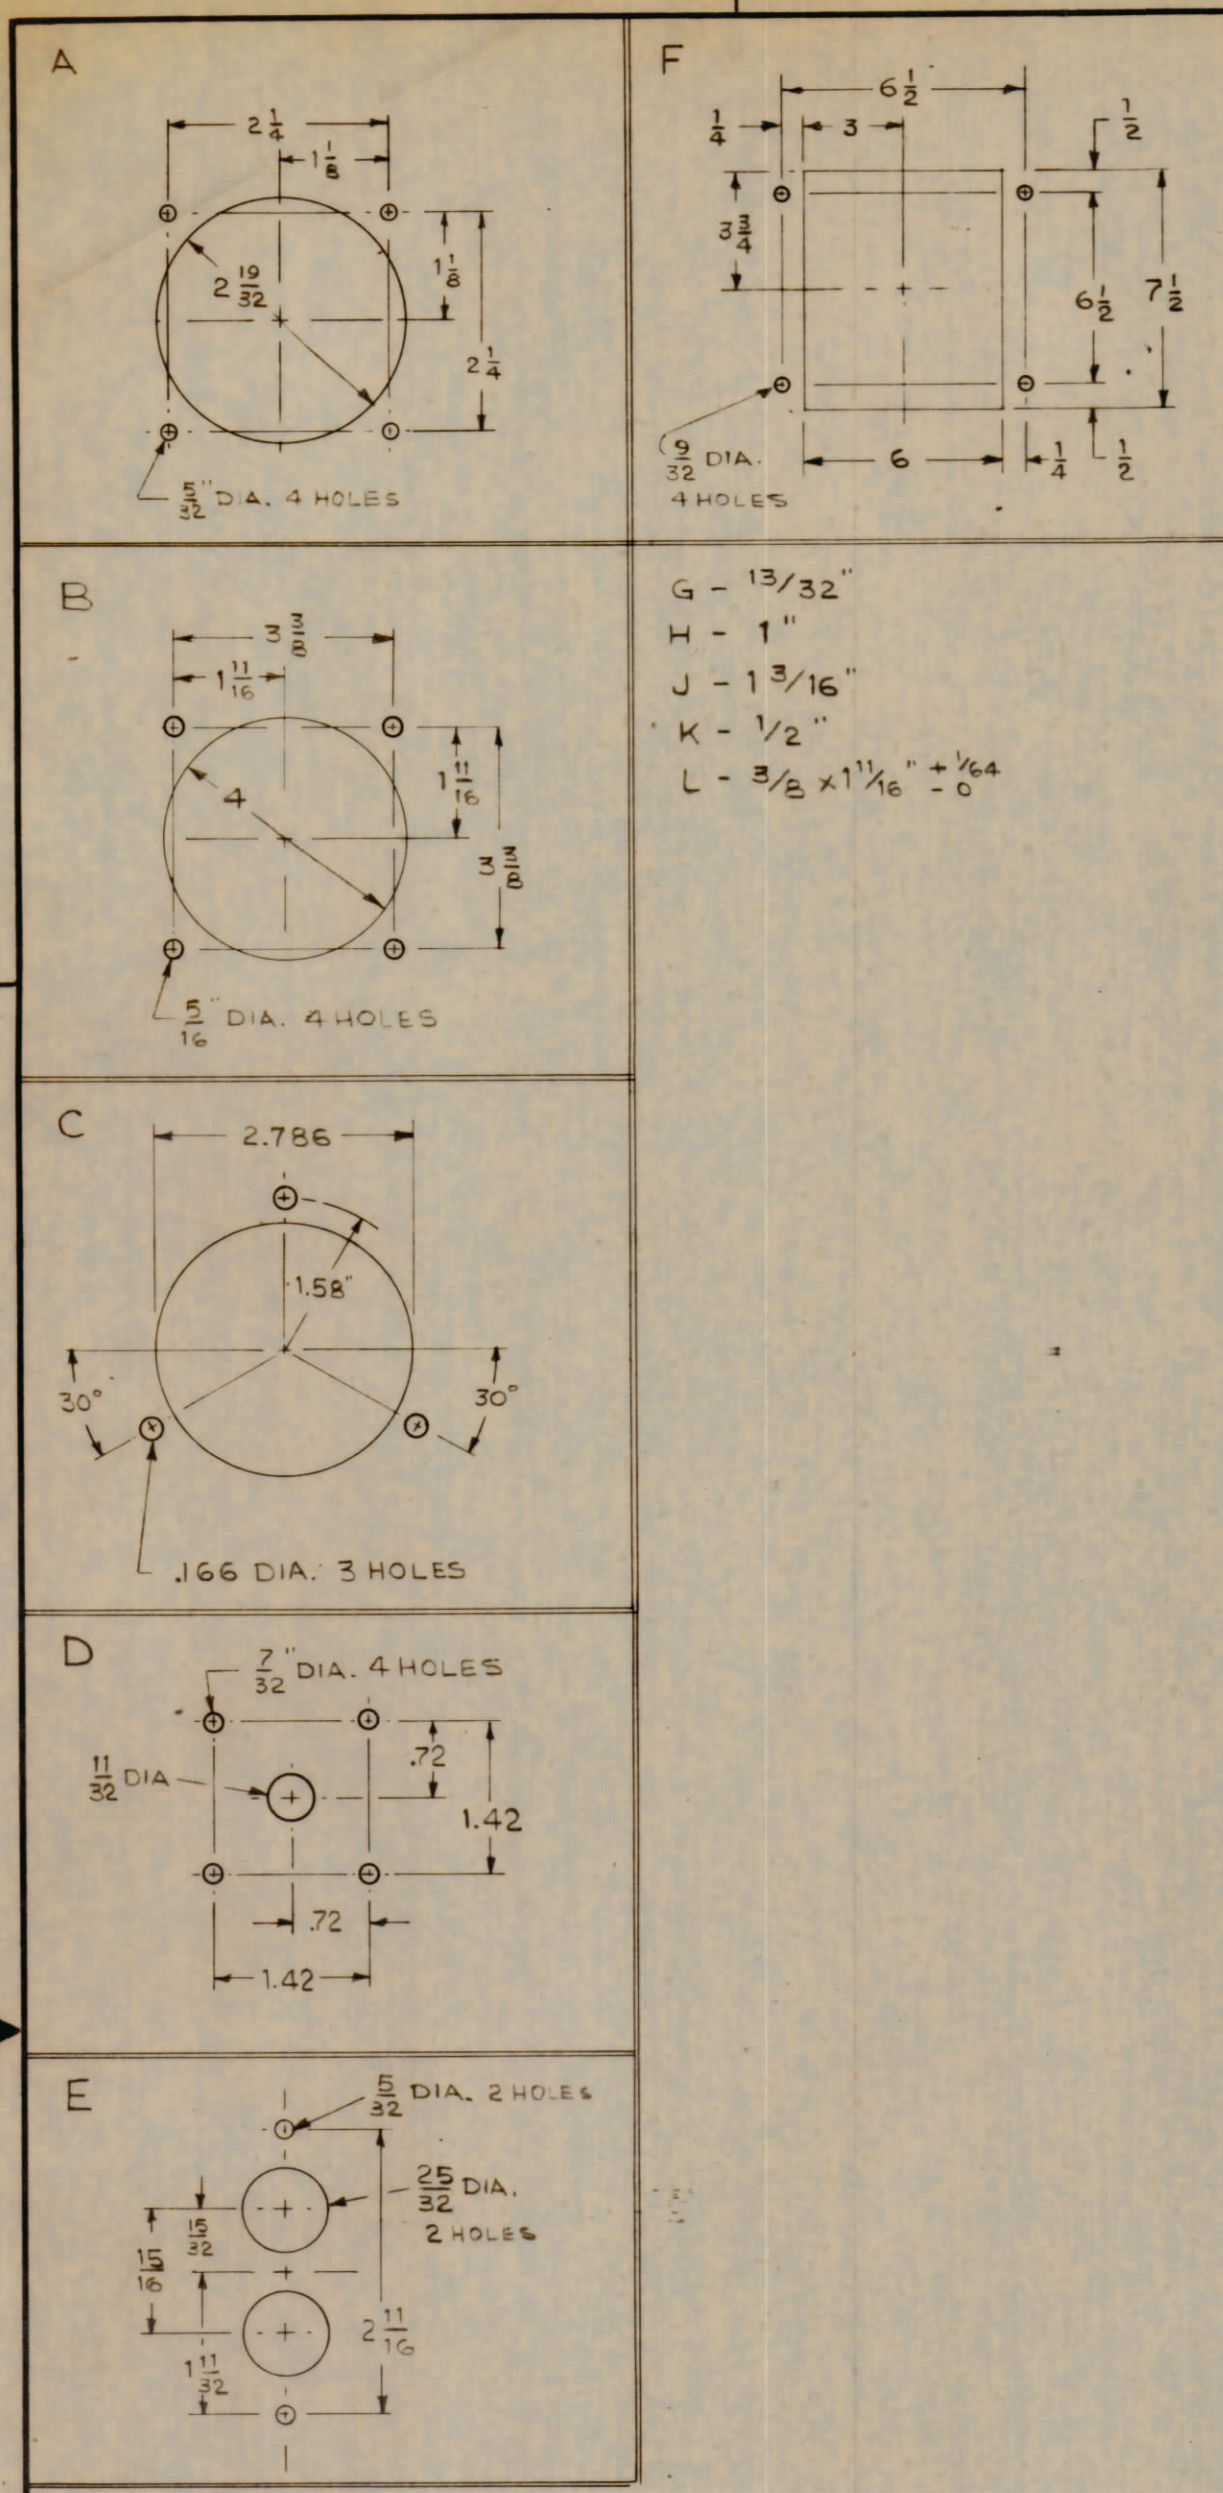 A
2 1/4
1 1/8
2 19/32
1 1/8
2 1/4
5/32" DIA. 4 HOLES
B
3 3/8
1 11/16
4
1 11/16
3 3/8
5/16" DIA. 4 HOLES
C
2.786
1.58"
30°
30°
.166 DIA. 3 HOLES
D
7/32" DIA. 4 HOLES
11/32 DIA
.72
1.42
.72
1.42
E
5/32 DIA. 2 HOLES
25/32 DIA.
2 HOLES
15/32
15/16
2 11/16
1 11/32
F
6 1/2
1/4
3
1/2
3 3/4
6 1/2
7 1/2
9/32 DIA.
4 HOLES
6
1/4
1/2
G - 13/32"
H - 1"
J - 1 3/16"
K - 1/2"
L - 3/8 x 1 11/16" + 1/64
- 0